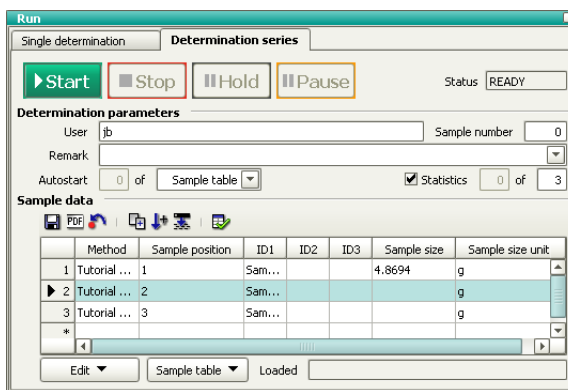 Run
Single determination Determination series
Start Stop Hold Pause Status READY
Determination parameters
User jb Sample number 0
Remark
Autostart 0 of Sample table Statistics 0 of 3
Sample data
PDF
Method Sample position ID1 ID2 ID3 Sample size Sample size unit
1 Tutorial ... 1 Sam... 4.8694 g
2 Tutorial ... 2 Sam... g
3 Tutorial ... 3 Sam... g
*
Edit Sample table Loaded